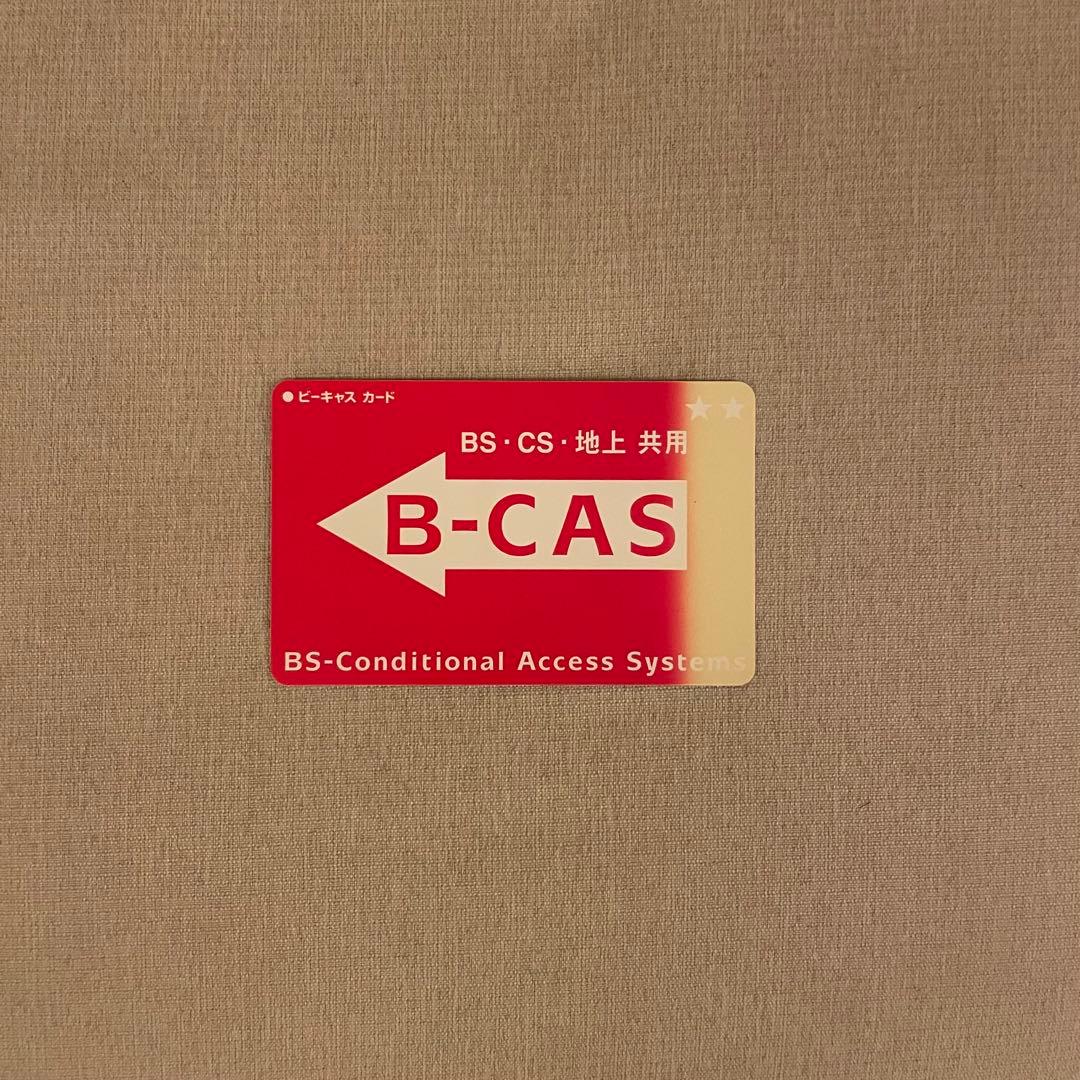 ●ビーキャス カード
★★
BS・CS・地上 共用
B-CAS
BS-Conditional Access Systems